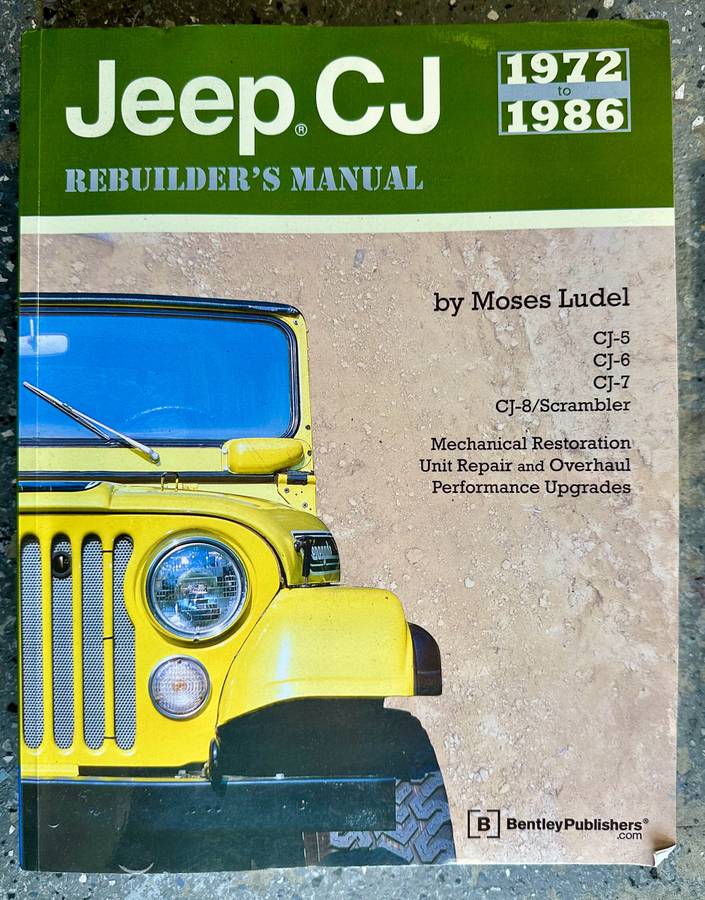 Jeep® CJ
1972
to
1986
REBUILDER'S MANUAL
by Moses Ludel
CJ-5
CJ-6
CJ-7
CJ-8/Scrambler
Mechanical Restoration
Unit Repair and Overhaul
Performance Upgrades
[B] BentleyPublishers®
.com